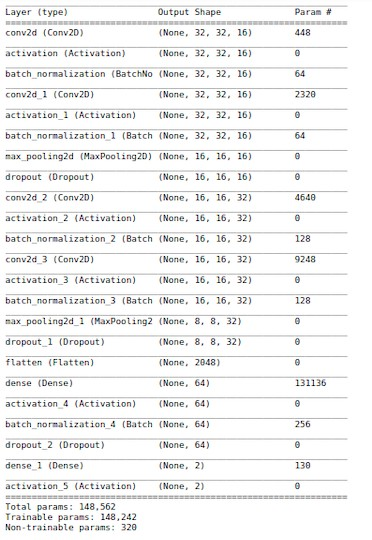 Layer (type) Output Shape Param #
conv2d (Conv2D) (None, 32, 32, 16) 448
activation (Activation) (None, 32, 32, 16) 0
batch_normalization (BatchNo (None, 32, 32, 16) 64
conv2d_1 (Conv2D) (None, 32, 32, 16) 2320
activation_1 (Activation) (None, 32, 32, 16) 0
batch_normalization_1 (Batch (None, 32, 32, 16) 64
max_pooling2d (MaxPooling2D) (None, 16, 16, 16) 0
dropout (Dropout) (None, 16, 16, 16) 0
conv2d_2 (Conv2D) (None, 16, 16, 32) 4640
activation_2 (Activation) (None, 16, 16, 32) 0
batch_normalization_2 (Batch (None, 16, 16, 32) 128
conv2d_3 (Conv2D) (None, 16, 16, 32) 9248
activation_3 (Activation) (None, 16, 16, 32) 0
batch_normalization_3 (Batch (None, 16, 16, 32) 128
max_pooling2d_1 (MaxPooling2 (None, 8, 8, 32) 0
dropout_1 (Dropout) (None, 8, 8, 32) 0
flatten (Flatten) (None, 2048) 0
dense (Dense) (None, 64) 131136
activation_4 (Activation) (None, 64) 0
batch_normalization_4 (Batch (None, 64) 256
dropout_2 (Dropout) (None, 64) 0
dense_1 (Dense) (None, 2) 130
activation_5 (Activation) (None, 2) 0
Total params: 148,562
Trainable params: 148,242
Non-trainable params: 320